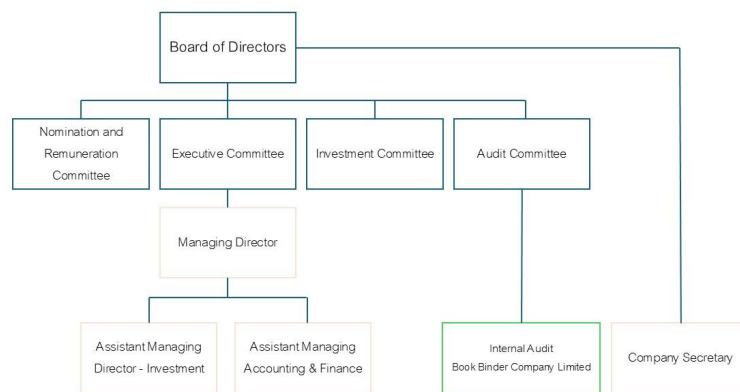 Board of Directors
Nomination and
Remuneration
Committee
Executive Committee
Investment Committee
Audit Committee
Managing Director
Assistant Managing
Director - Investment
Assistant Managing
Accounting & Finance
Internal Audit
Book Binder Company Limited
Company Secretary